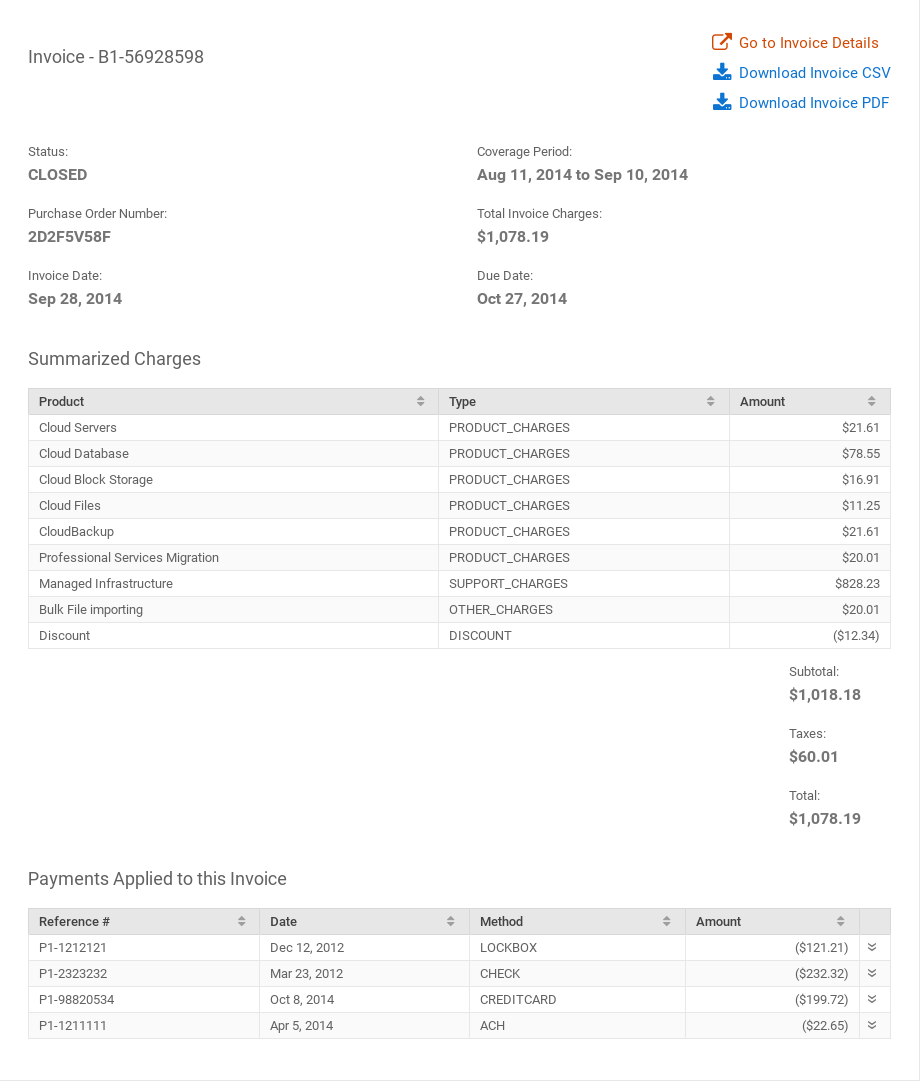 Invoice - B1-56928598
Go to Invoice Details
Download Invoice CSV
Download Invoice PDF
Status:
CLOSED
Coverage Period:
Aug 11, 2014 to Sep 10, 2014
Purchase Order Number:
2D2F5V58F
Total Invoice Charges:
$1,078.19
Invoice Date:
Sep 28, 2014
Due Date:
Oct 27, 2014
Summarized Charges
Product Type Amount
Cloud Servers PRODUCT_CHARGES $21.61
Cloud Database PRODUCT_CHARGES $78.55
Cloud Block Storage PRODUCT_CHARGES $16.91
Cloud Files PRODUCT_CHARGES $11.25
CloudBackup PRODUCT_CHARGES $21.61
Professional Services Migration PRODUCT_CHARGES $20.01
Managed Infrastructure SUPPORT_CHARGES $828.23
Bulk File importing OTHER_CHARGES $20.01
Discount DISCOUNT ($12.34)
Subtotal:
$1,018.18
Taxes:
$60.01
Total:
$1,078.19
Payments Applied to this Invoice
Reference # Date Method Amount
P1-1212121 Dec 12, 2012 LOCKBOX ($121.21)
P1-2323232 Mar 23, 2012 CHECK ($232.32)
P1-98820534 Oct 8, 2014 CREDITCARD ($199.72)
P1-1211111 Apr 5, 2014 ACH ($22.65)